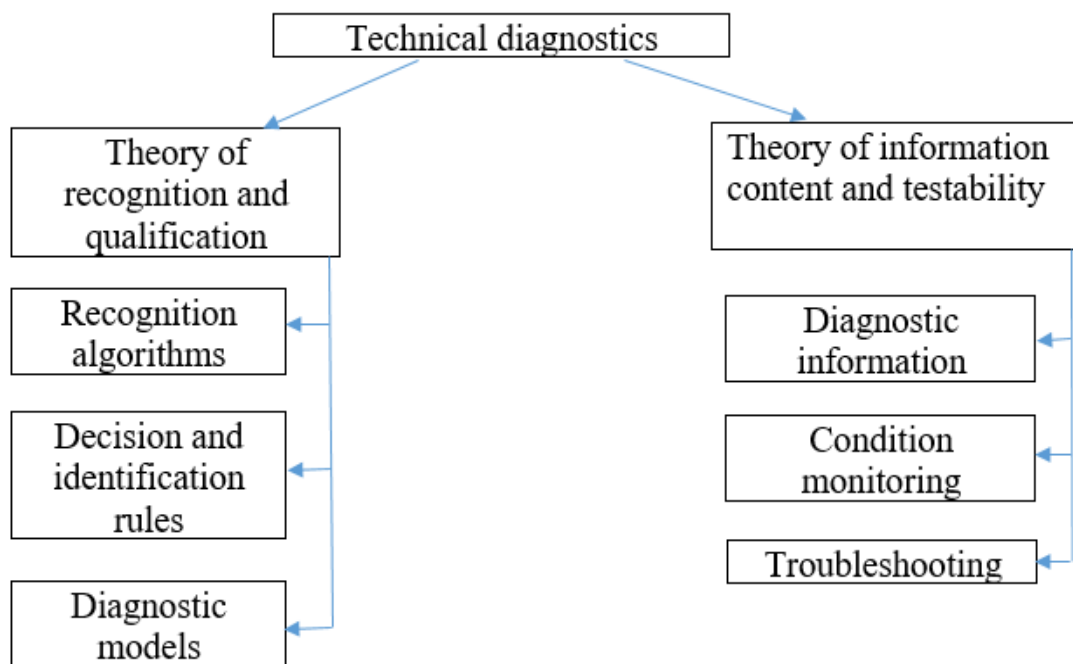 Technical diagnostics
Theory of
recognition and
qualification
Recognition
algorithms
Decision and
identification
rules
Diagnostic
models
Theory of information
content and testability
Diagnostic
information
Condition
monitoring
Troubleshooting